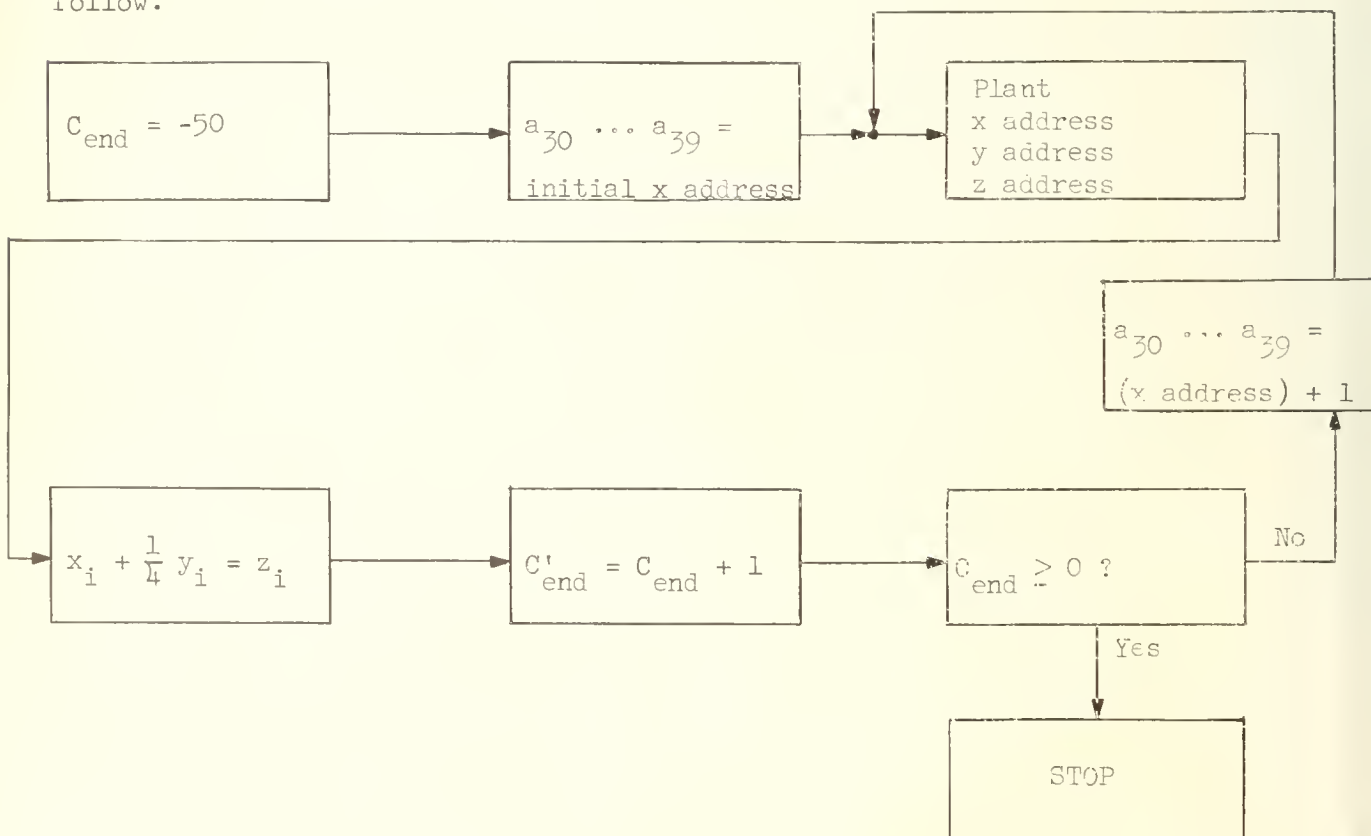 follow.
C_end = -50
a_30 ... a_39 =
initial x address
Plant
x address
y address
z address
a_30 ... a_39 =
(x address) + 1
x_i + 1/4 y_i = z_i
C'_end = C_end + 1
C_end ≥ 0 ?
No
Yes
STOP